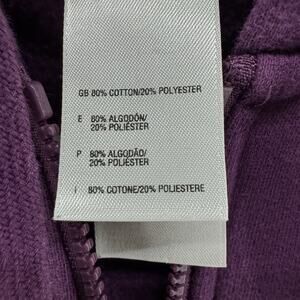 GB 80% COTTON/20% POLYESTER
E 80% ALGODÓN/
20% POLIÉSTER
P 80% ALGODÃO/
20% POLIÉSTER
I 80% COTONE/20% POLIESTERE